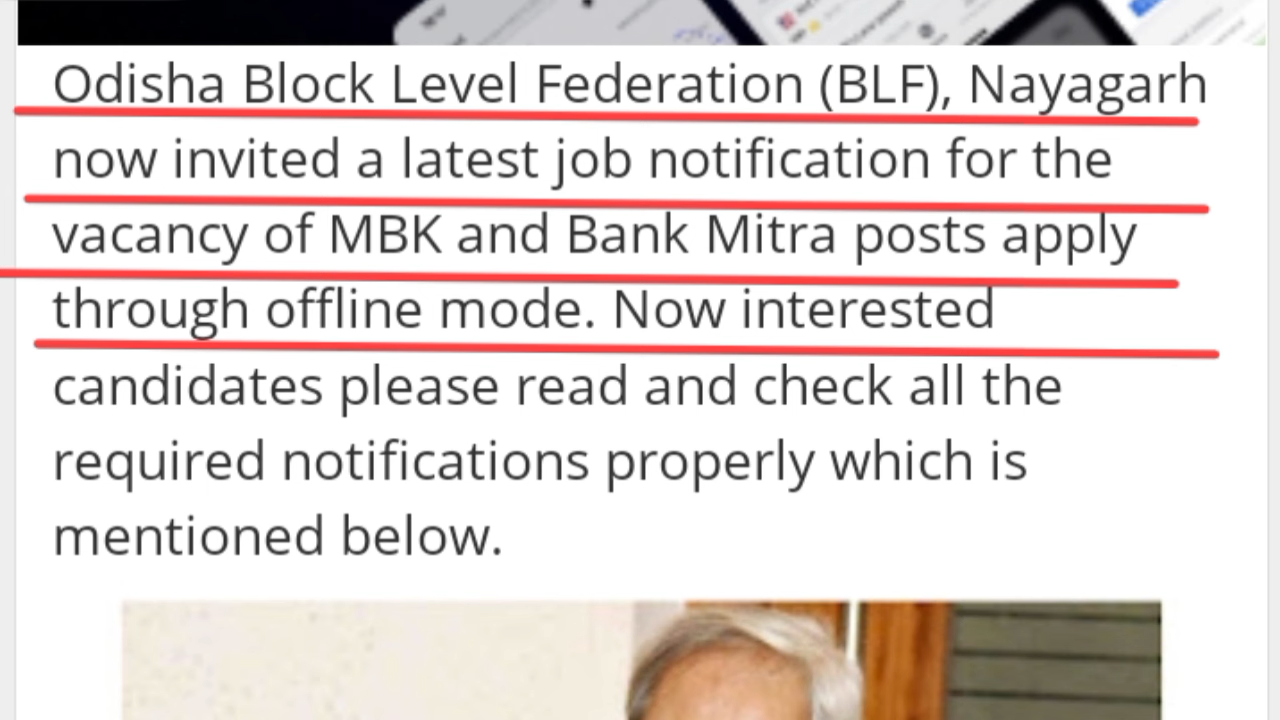 Odisha Block Level Federation (BLF), Nayagarh
now invited a latest job notification for the
vacancy of MBK and Bank Mitra posts apply
through offline mode. Now interested
candidates please read and check all the
required notifications properly which is
mentioned below.